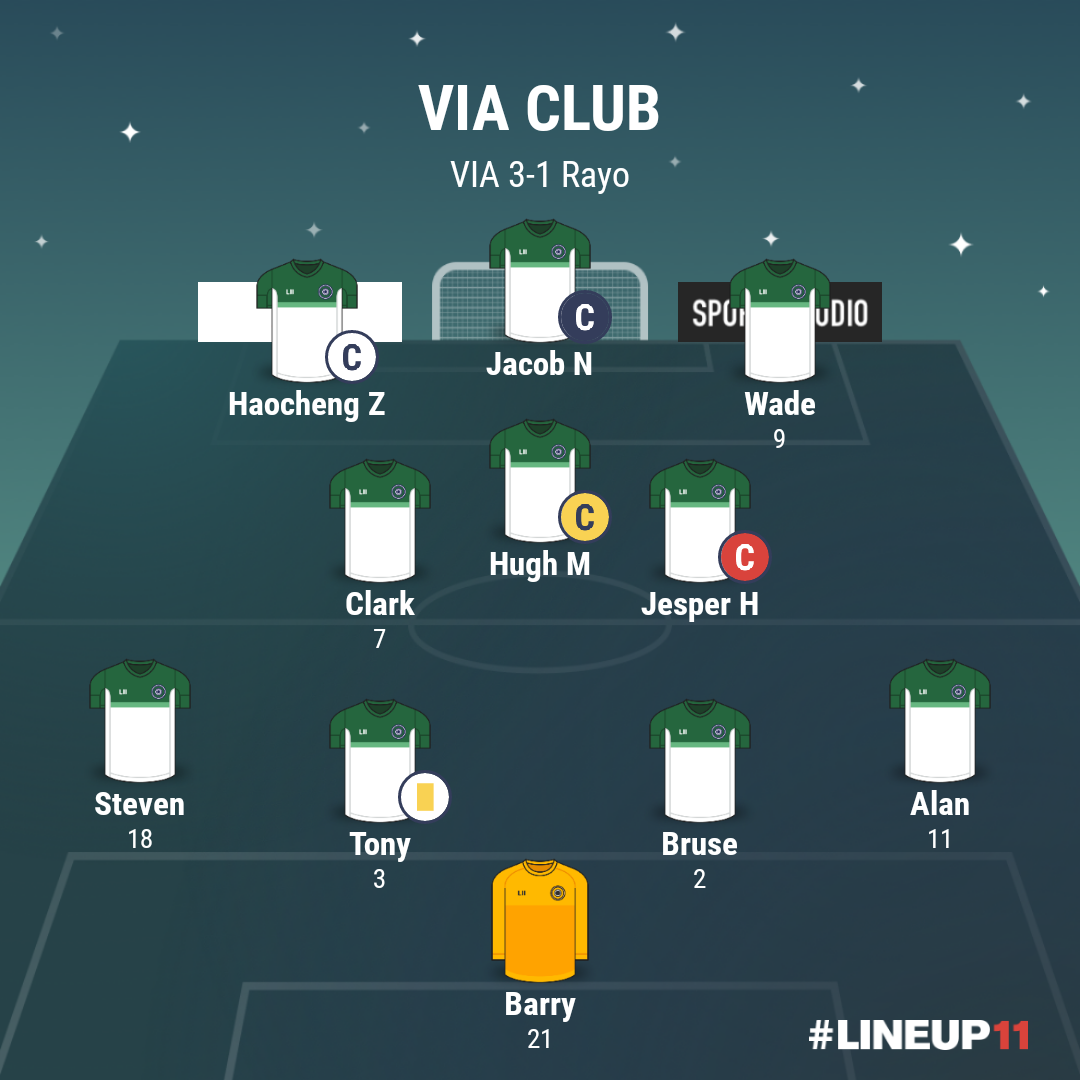 VIA CLUB
VIA 3-1 Rayo
C
Jacob N
C
Haocheng Z
Wade
9
C
Hugh M
Clark
7
C
Jesper H
Steven
18
Tony
3
Bruse
2
Alan
11
Barry
21
#LINEUP11